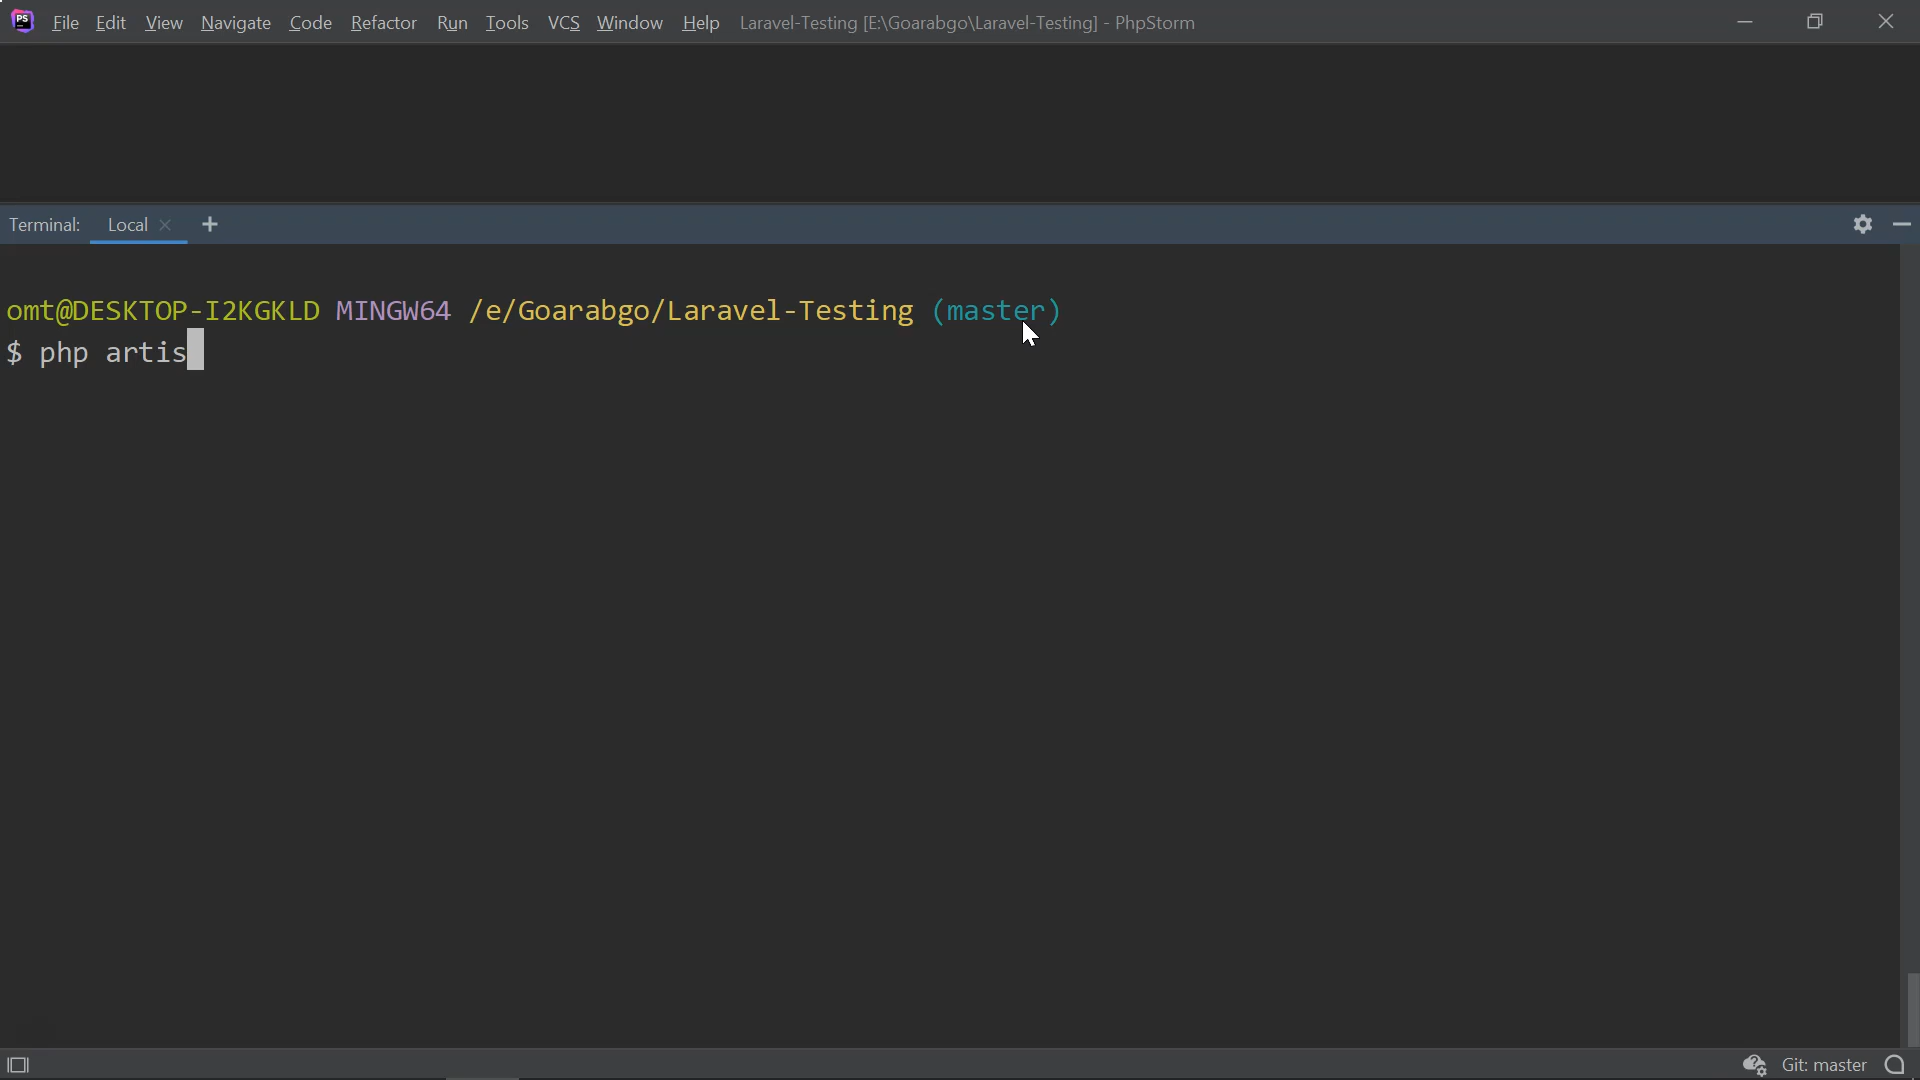 PS File Edit View Navigate Code Refactor Run Tools VCS Window Help Laravel-Testing [E:\Goarabgo\Laravel-Testing] - PhpStorm
Terminal: Local
omt@DESKTOP-I2KGKLD MINGW64 /e/Goarabgo/Laravel-Testing (master)
$ php artis
Git: master